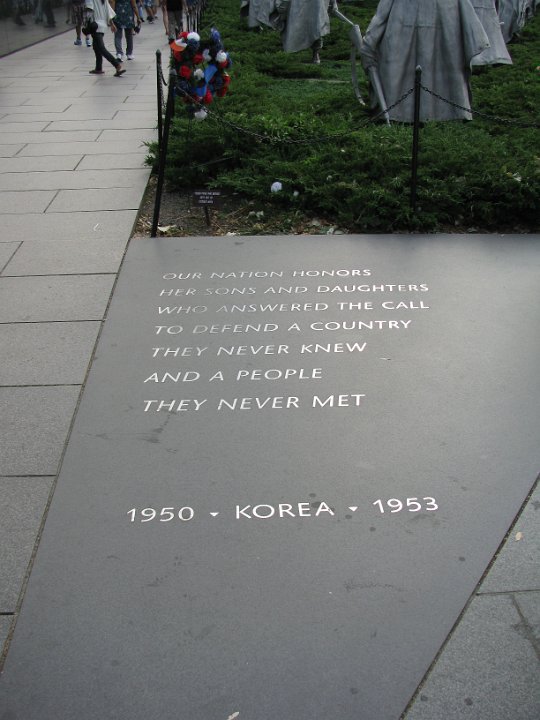 OUR NATION HONORS
HER SONS AND DAUGHTERS
WHO ANSWERED THE CALL
TO DEFEND A COUNTRY
THEY NEVER KNEW
AND A PEOPLE
THEY NEVER MET
1950 ▾ KOREA ▾ 1953